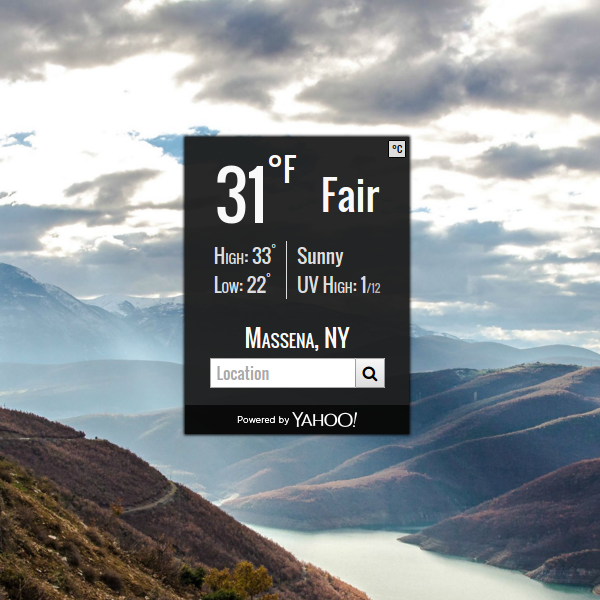 °C
31°F
Fair
High: 33°
Low: 22°
Sunny
UV High: 1/12
Massena, NY
Location
Powered by YAHOO!